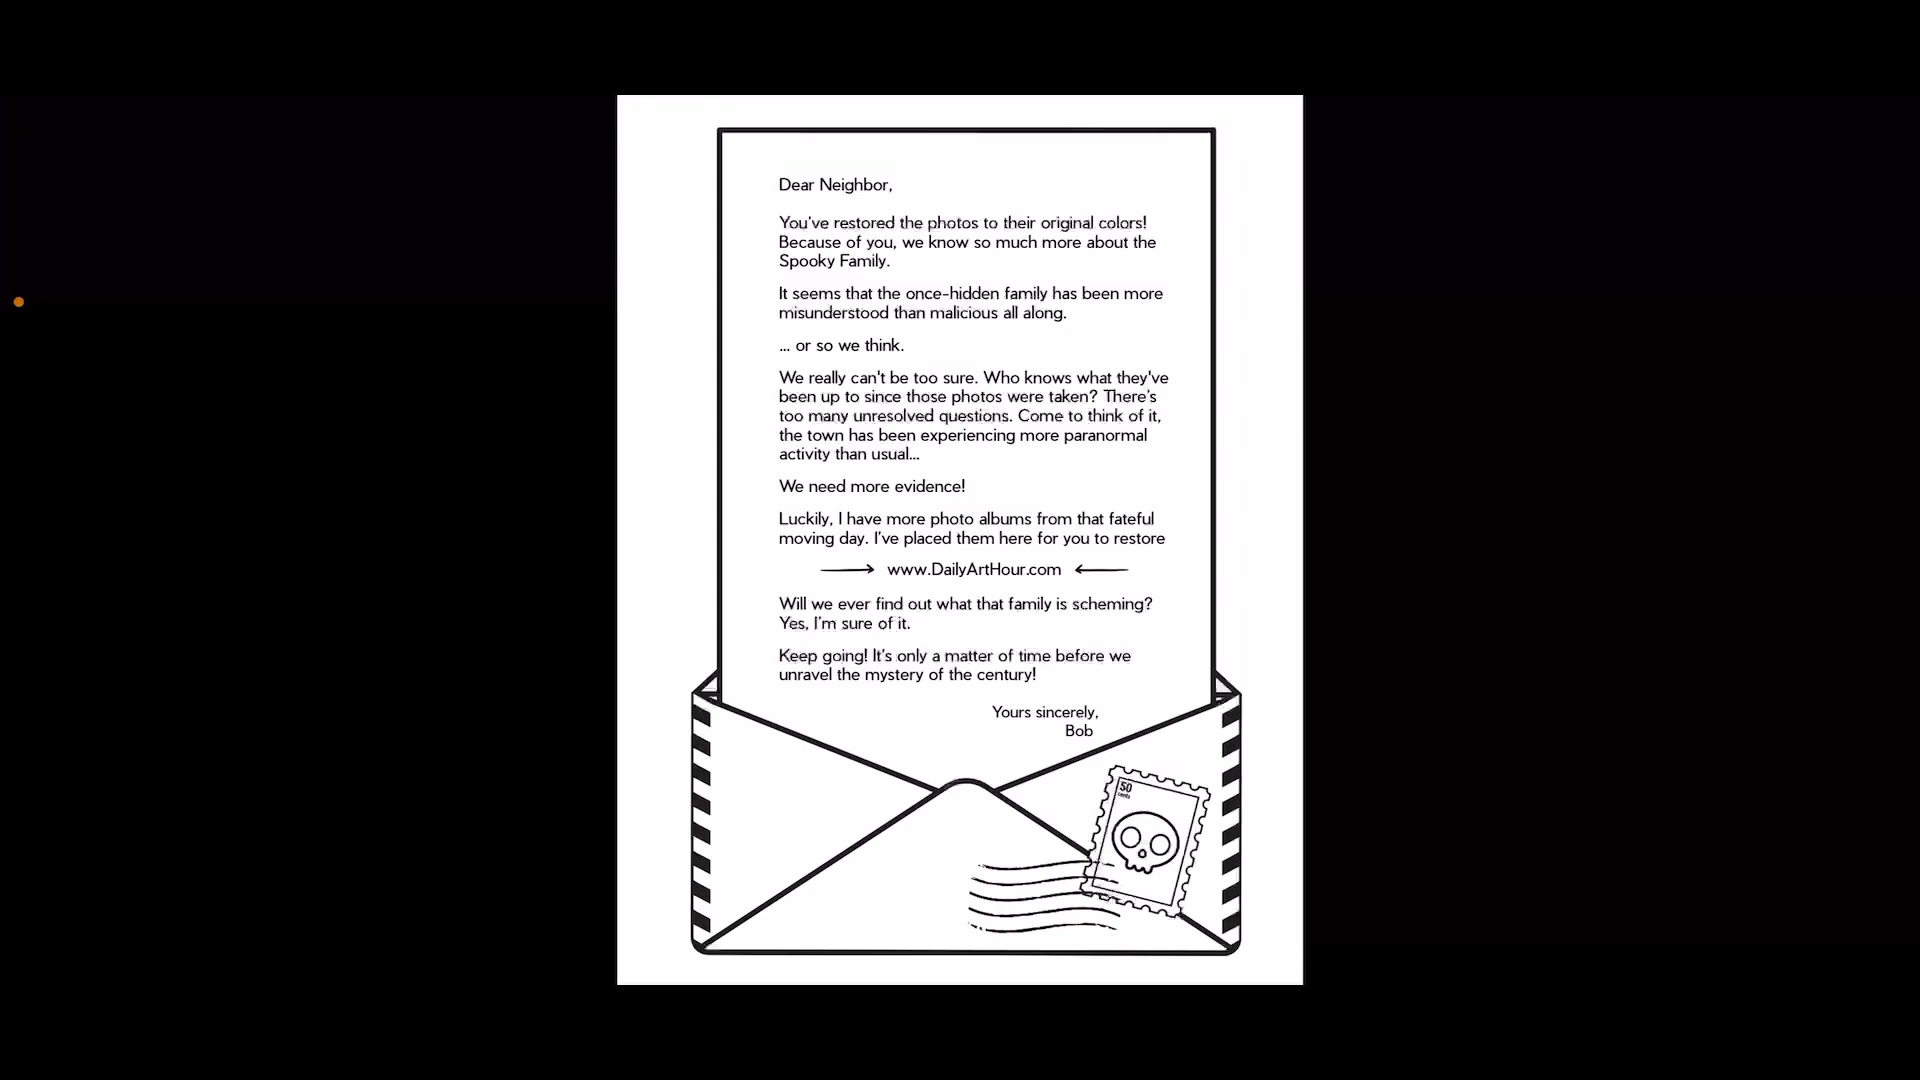 Dear Neighbor,
You've restored the photos to their original colors!
Because of you, we know so much more about the
Spooky Family.
It seems that the once-hidden family has been more
misunderstood than malicious all along.
... or so we think.
We really can't be too sure. Who knows what they've
been up to since those photos were taken? There's
too many unresolved questions. Come to think of it,
the town has been experiencing more paranormal
activity than usual...
We need more evidence!
Luckily, I have more photo albums from that fateful
moving day. I've placed them here for you to restore
www.DailyArtHour.com
Will we ever find out what that family is scheming?
Yes, I'm sure of it.
Keep going! It's only a matter of time before we
unravel the mystery of the century!
Yours sincerely,
Bob
50
cents